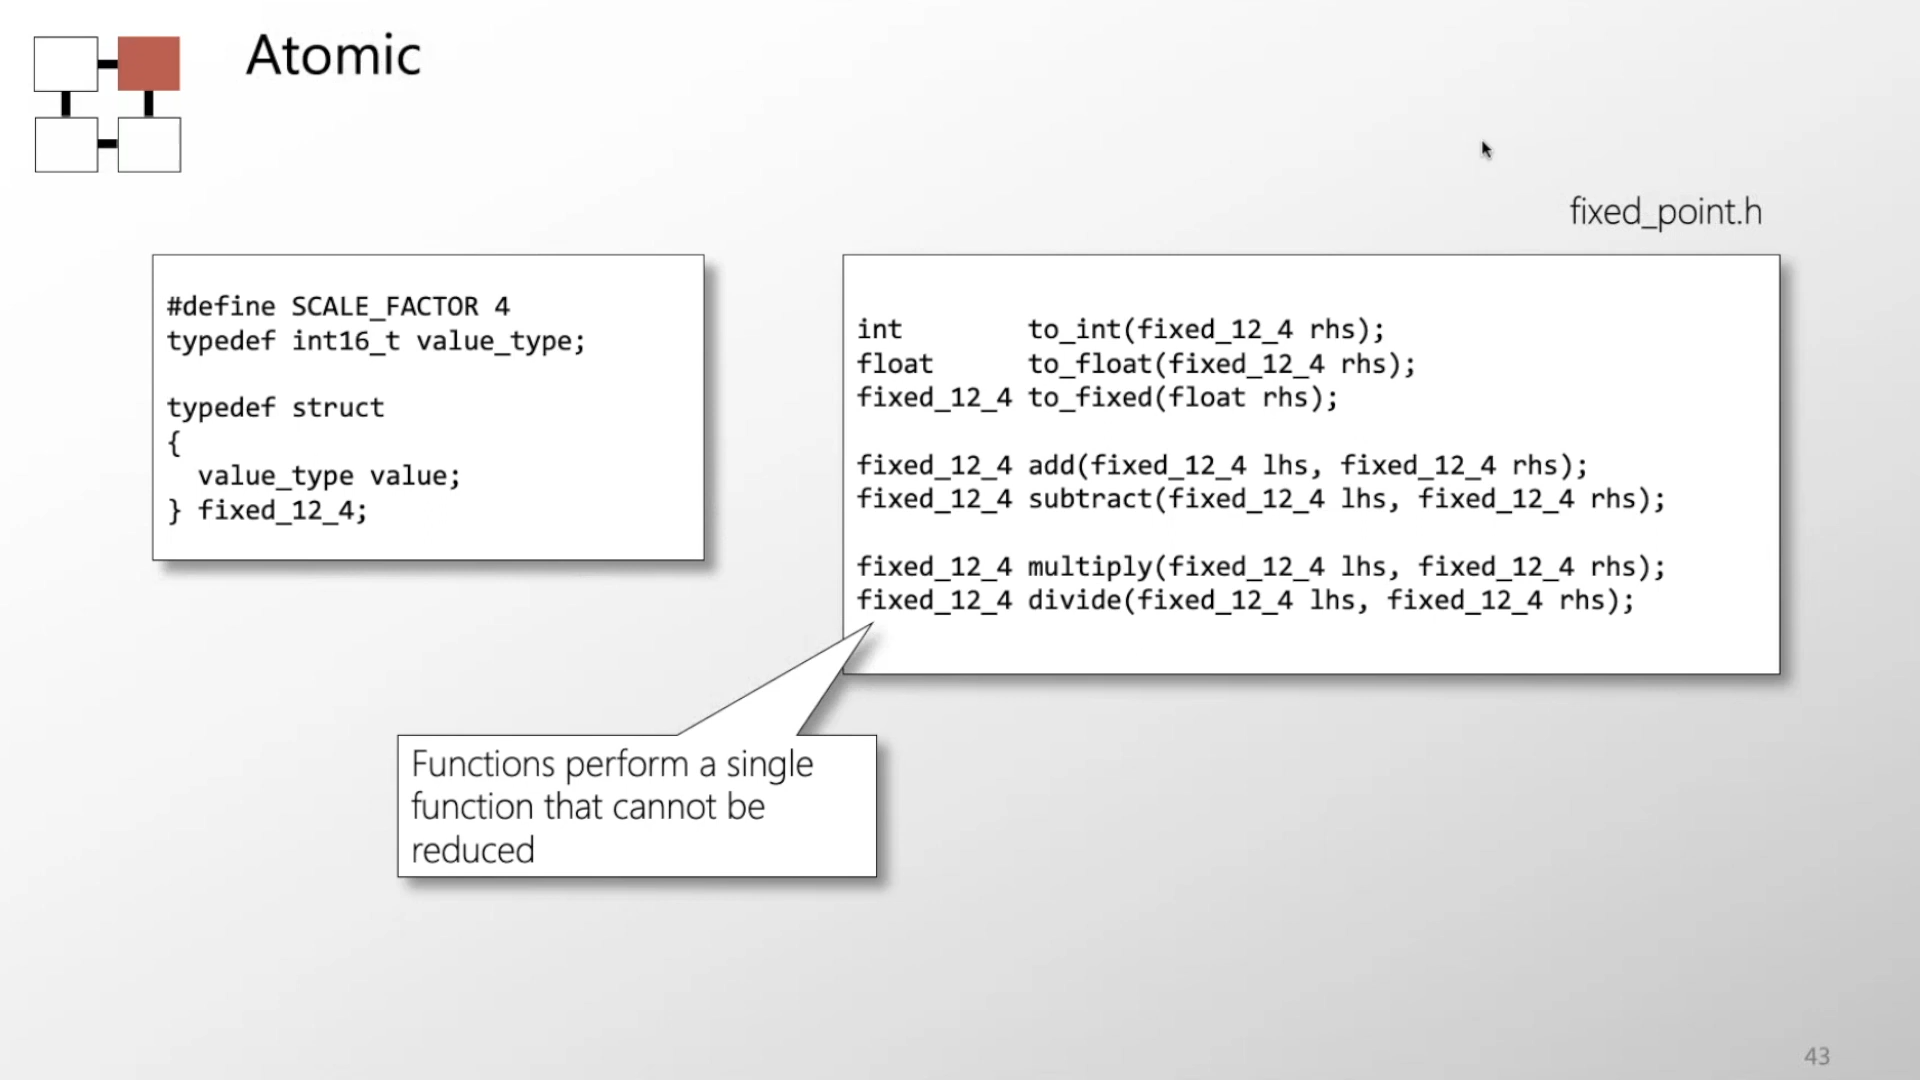 Atomic
fixed_point.h
#define SCALE_FACTOR 4
typedef int16_t value_type;
typedef struct
{
value_type value;
} fixed_12_4;
int to_int(fixed_12_4 rhs);
float to_float(fixed_12_4 rhs);
fixed_12_4 to_fixed(float rhs);
fixed_12_4 add(fixed_12_4 lhs, fixed_12_4 rhs);
fixed_12_4 subtract(fixed_12_4 lhs, fixed_12_4 rhs);
fixed_12_4 multiply(fixed_12_4 lhs, fixed_12_4 rhs);
fixed_12_4 divide(fixed_12_4 lhs, fixed_12_4 rhs);
Functions perform a single
function that cannot be
reduced
43